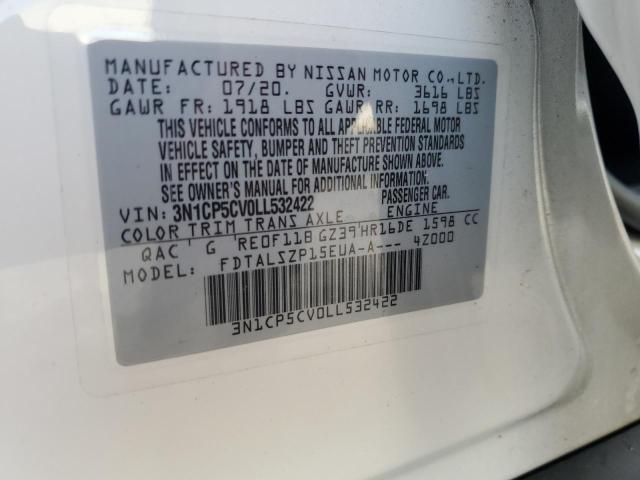 MANUFACTURED BY NISSAN MOTOR CO., LTD.
DATE: 07/20. GVWR: 3616 LBS
GAWR FR: 1918 LBS GAWR RR: 1698 LBS
THIS VEHICLE CONFORMS TO ALL APPLICABLE FEDERAL MOTOR
VEHICLE SAFETY, BUMPER AND THEFT PREVENTION STANDARDS
IN EFFECT ON THE DATE OF MANUFACTURE SHOWN ABOVE.
SEE OWNER'S MANUAL FOR ADDITIONAL INFORMATION.
VIN: 3N1CP5CV0LL532422 PASSENGER CAR.
COLOR TRIM TRANS AXLE ENGINE
QAC ' G 'RE0F11B GZ39'HR16DE 1598 CC
MODEL: FDTALSZP15EUA-A--- 4Z000
3N1CP5CV0LL532422